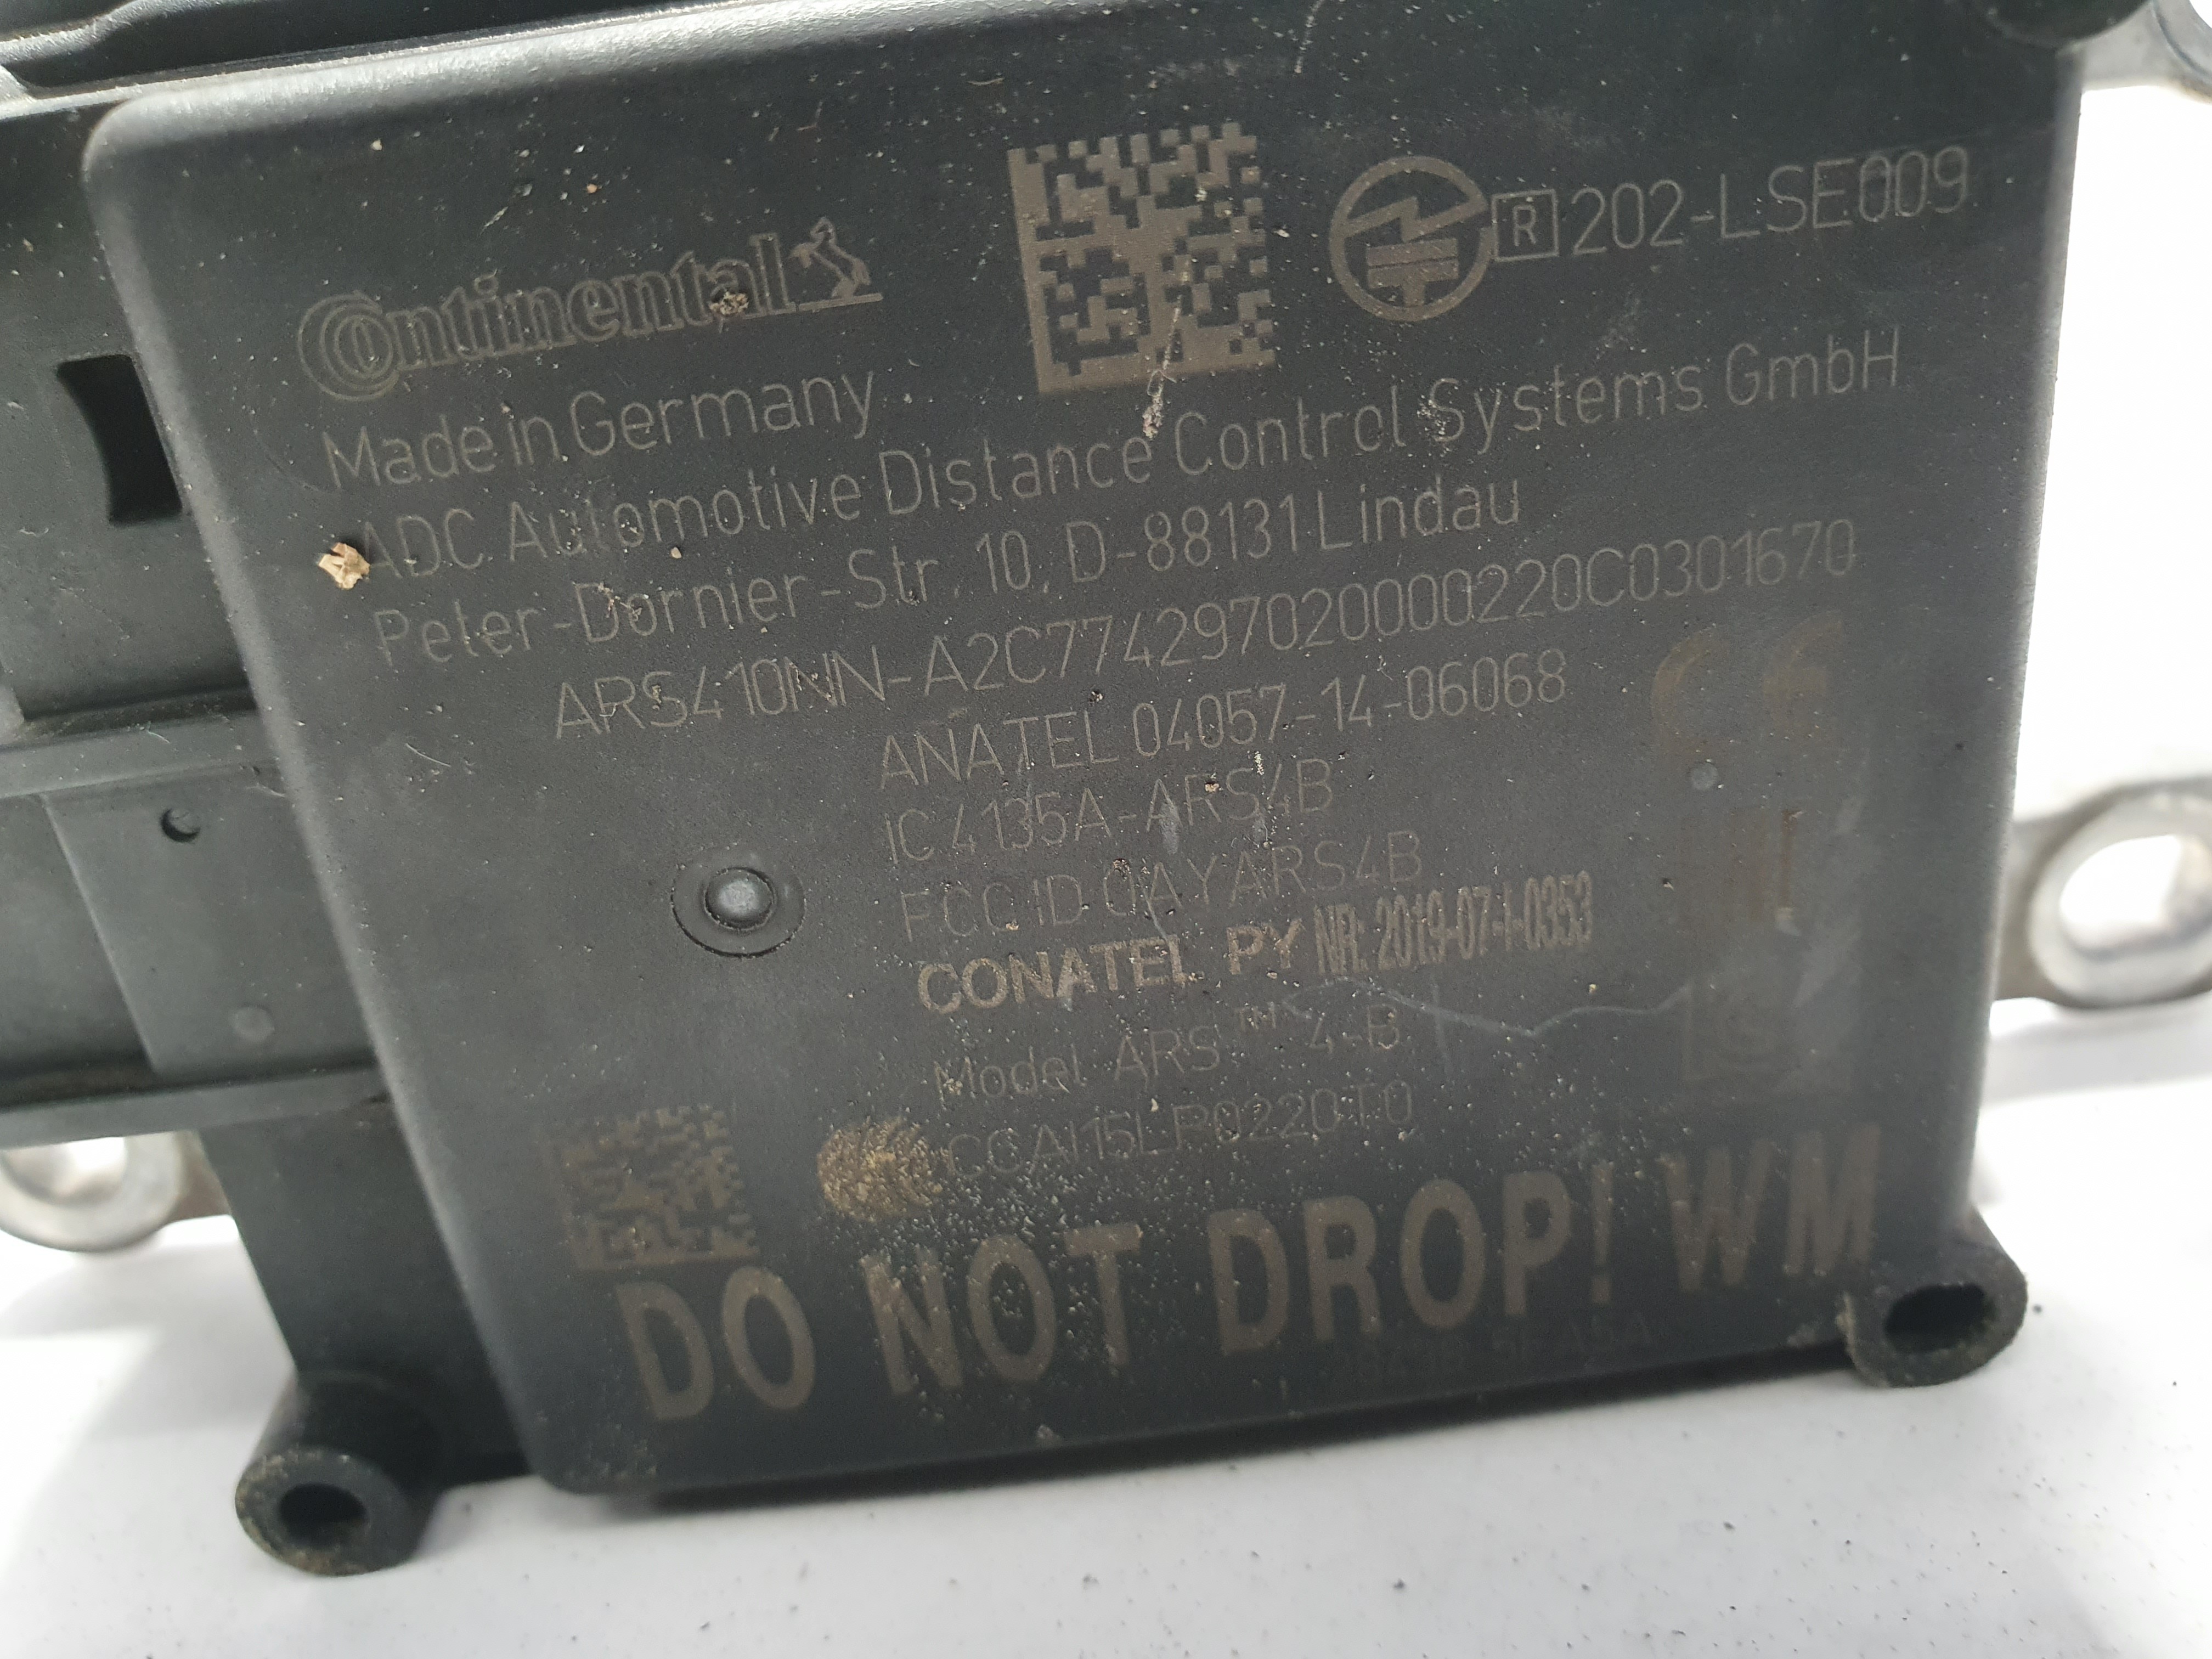 Continental
R 202-LSE009
Made in Germany
ADC Automotive Distance Control Systems GmbH
Peter-Dornier-Str. 10, D-88131 Lindau
ARS410NN-A2C774297020000220C0301670
ANATEL 04057-14-06068
IC 4135A-ARS4B
FCC ID OAYARS4B
CONATEL PY NR: 2019-07-I-0353
Model ARS™ 4-B
CCAI15LP0220T0
DO NOT DROP! WM